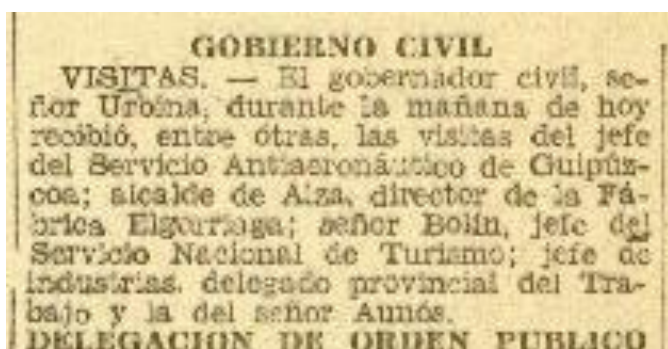 GOBIERNO CIVIL
VISITAS. — El gobernador civil, se-
ñor Urbina, durante la mañana de hoy
recibió, entre otras, las visitas del jefe
del Servicio Antiaeronáutico de Guipúz-
coa; alcalde de Alza, director de la Fá-
brica Elgorriaga; señor Bolín, jefe del
Servicio Nacional de Turismo; jefe de
industrias, delegado provincial del Tra-
bajo y la del señor Aunós.
DELEGACION DE ORDEN PUBLICO